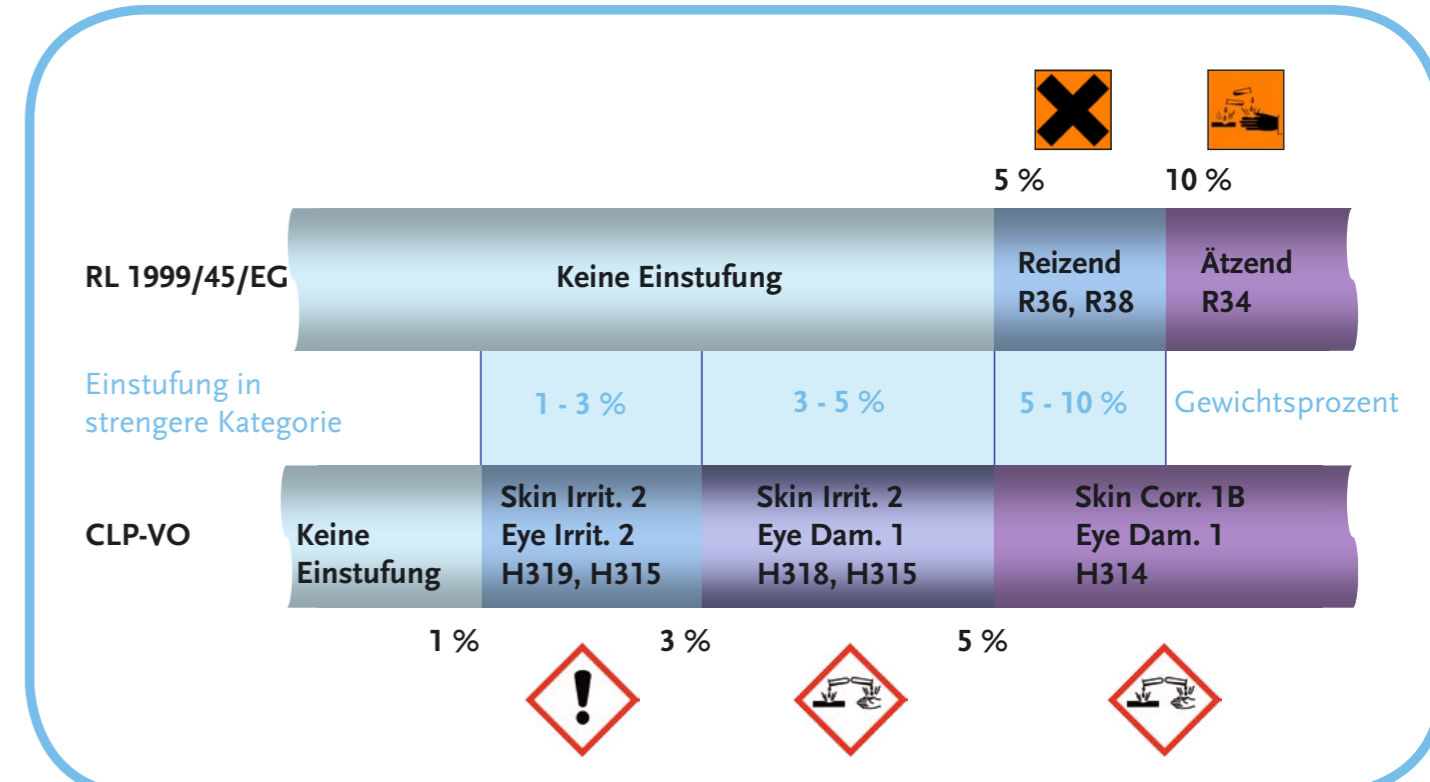 5 %
10 %
RL 1999/45/EG
Keine Einstufung
Reizend
R36, R38
Ätzend
R34
Einstufung in
strengere Kategorie
1 - 3 %
3 - 5 %
5 - 10 %
Gewichtsprozent
CLP-VO
Keine
Einstufung
Skin Irrit. 2
Eye Irrit. 2
H319, H315
Skin Irrit. 2
Eye Dam. 1
H318, H315
Skin Corr. 1B
Eye Dam. 1
H314
1 %
3 %
5 %